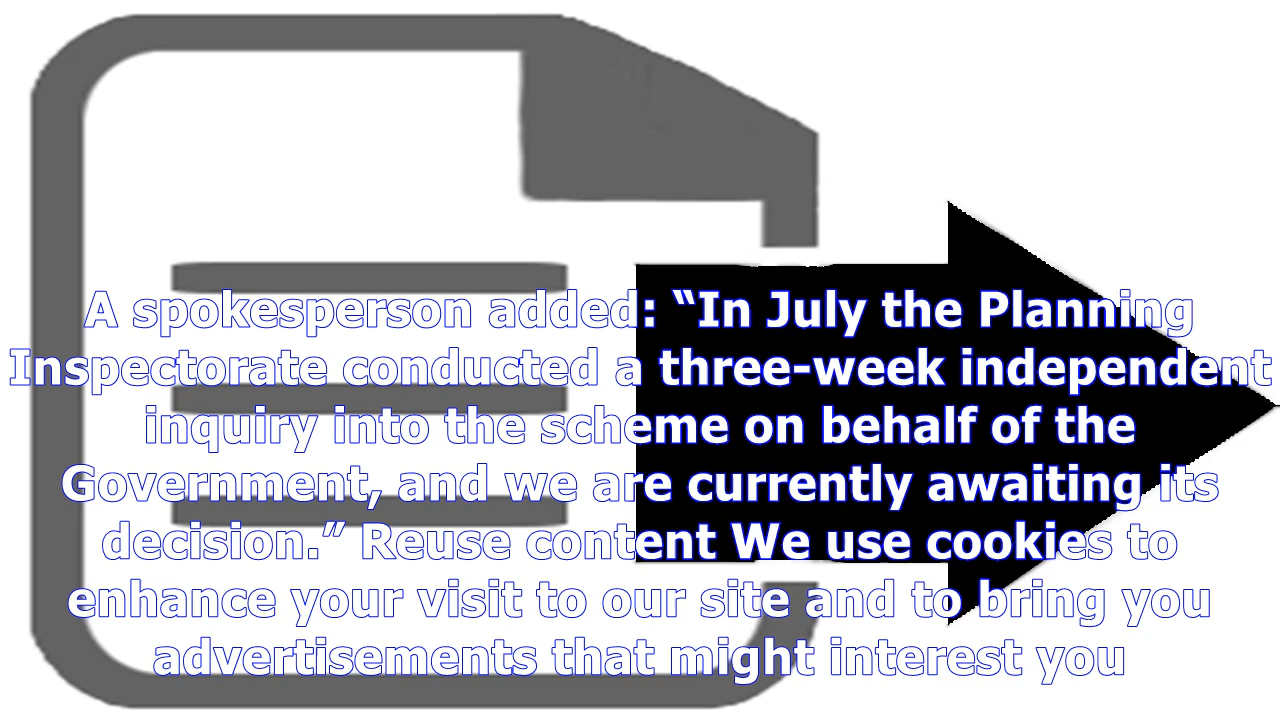 A spokesperson added: “In July the Planning
Inspectorate conducted a three-week independent
inquiry into the scheme on behalf of the
Government, and we are currently awaiting its
decision.” Reuse content We use cookies to
enhance your visit to our site and to bring you
advertisements that might interest you